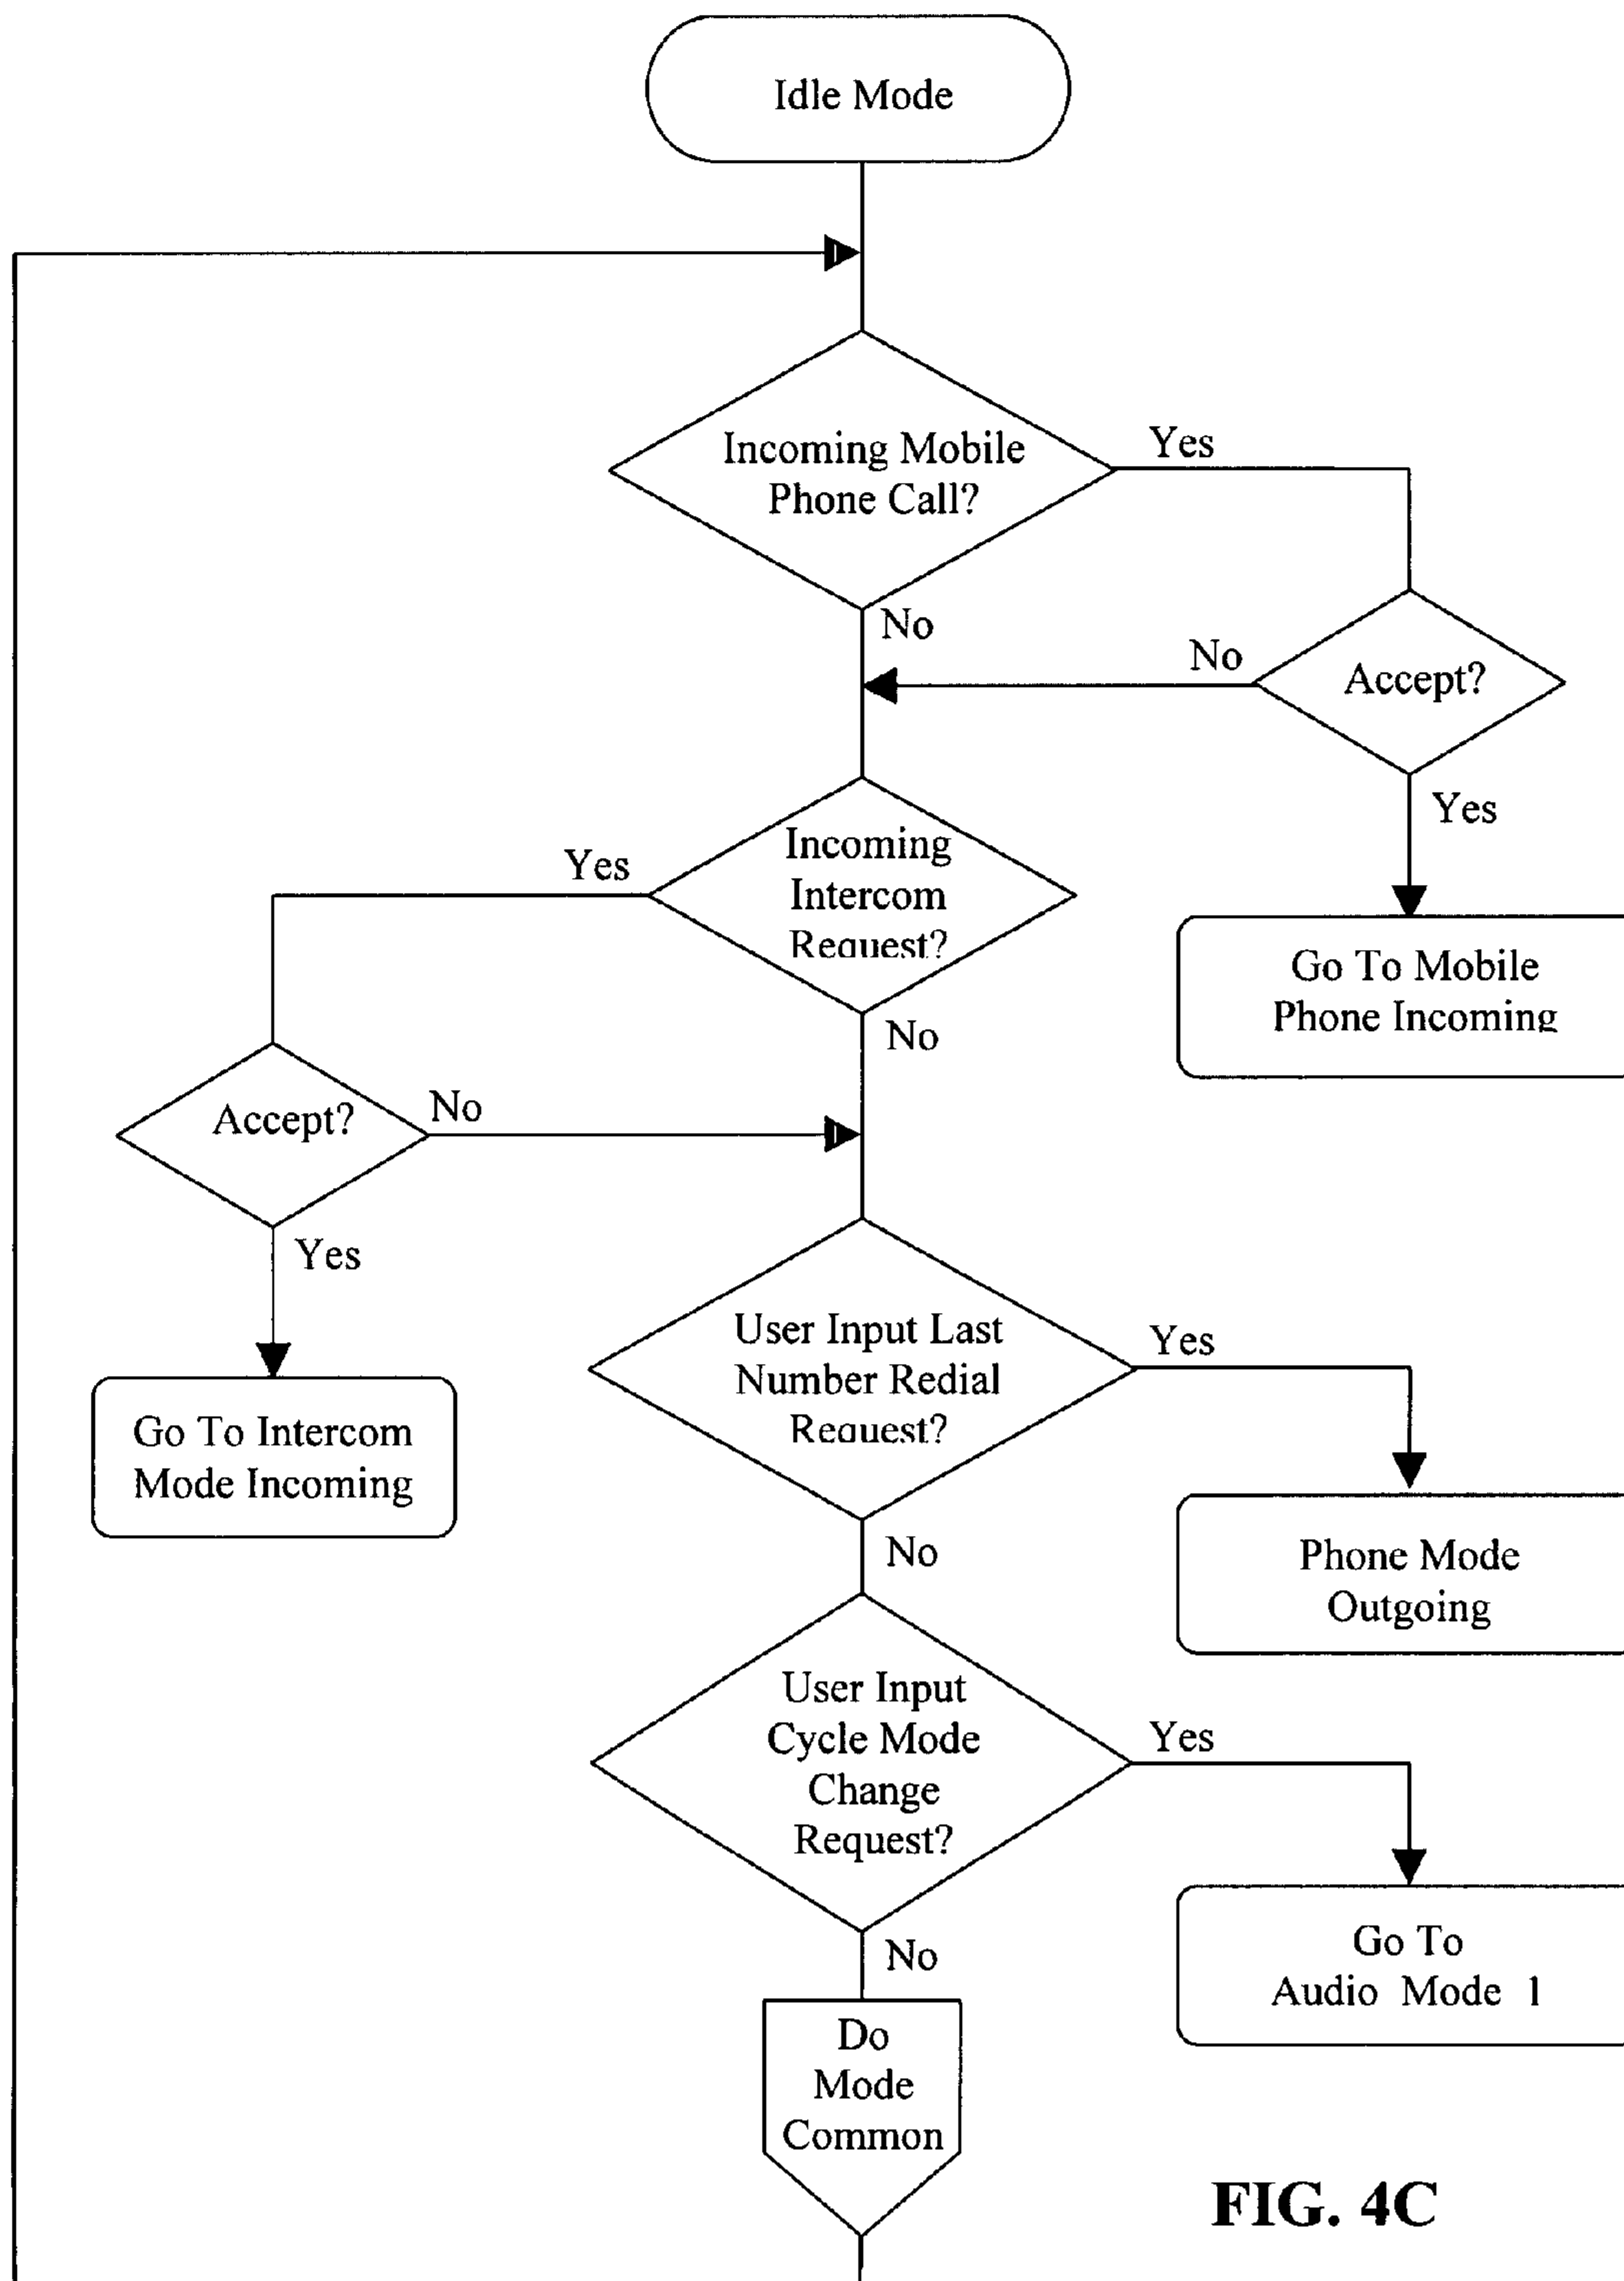 Idle Mode
Incoming Mobile
Phone Call?
Yes
No
No
Accept?
Yes
Incoming
Intercom
Request?
Yes
No
Go To Mobile
Phone Incoming
Accept?
No
Yes
User Input Last
Number Redial
Request?
Yes
Go To Intercom
Mode Incoming
No
Phone Mode
Outgoing
User Input
Cycle Mode
Change
Request?
Yes
No
Go To
Audio Mode 1
Do
Mode
Common
FIG. 4C